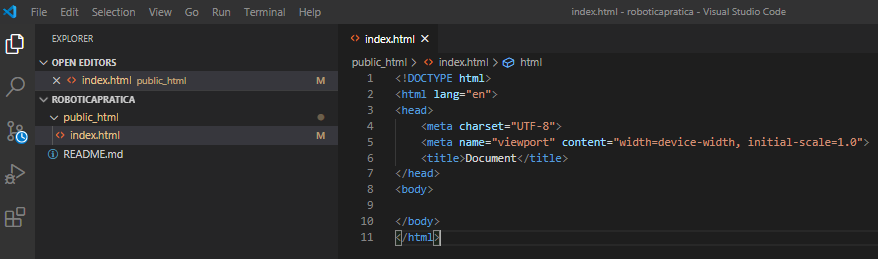 File Edit Selection View Go Run Terminal Help
index.html - roboticapratica - Visual Studio Code
EXPLORER
OPEN EDITORS
index.html public_html M
ROBOTICAPRATICA
public_html
index.html M
README.md
index.html
public_html > index.html > html
1 <!DOCTYPE html>
2 <html lang="en">
3 <head>
4     <meta charset="UTF-8">
5     <meta name="viewport" content="width=device-width, initial-scale=1.0">
6     <title>Document</title>
7 </head>
8 <body>
9
10 </body>
11 </html>